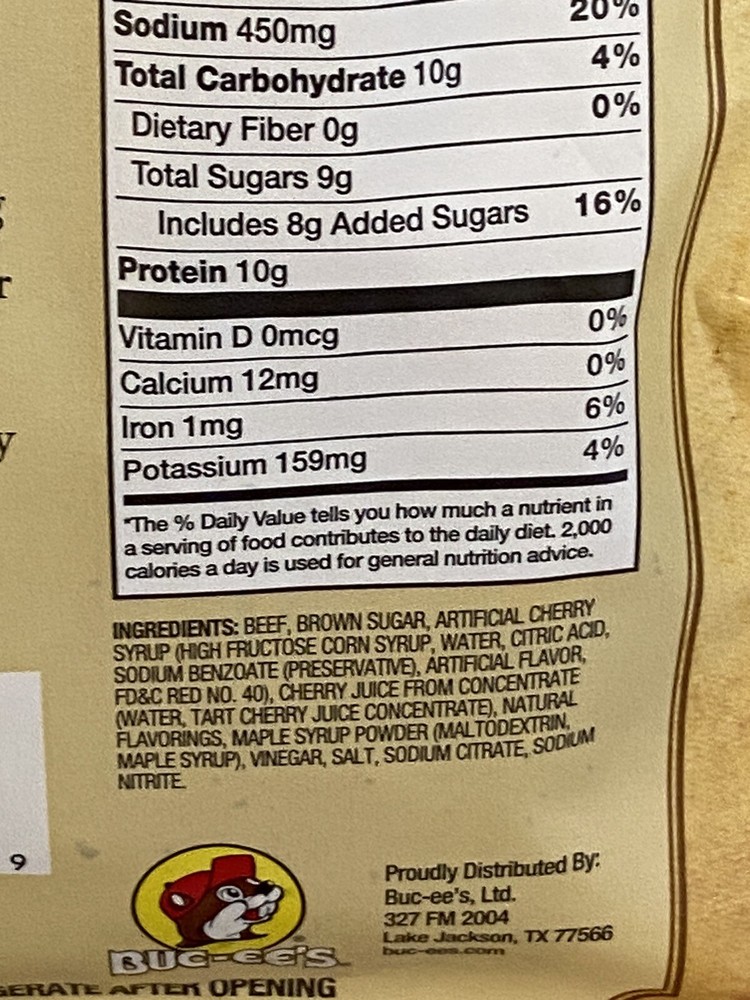 Sodium 450mg 20%
Total Carbohydrate 10g 4%
Dietary Fiber 0g 0%
Total Sugars 9g
Includes 8g Added Sugars 16%
Protein 10g
Vitamin D 0mcg 0%
Calcium 12mg 0%
Iron 1mg 6%
Potassium 159mg 4%
*The % Daily Value tells you how much a nutrient in
a serving of food contributes to the daily diet. 2,000
calories a day is used for general nutrition advice.
INGREDIENTS: BEEF, BROWN SUGAR, ARTIFICIAL CHERRY
SYRUP (HIGH FRUCTOSE CORN SYRUP, WATER, CITRIC ACID,
SODIUM BENZOATE (PRESERVATIVE), ARTIFICIAL FLAVOR,
FD&C RED NO. 40), CHERRY JUICE FROM CONCENTRATE
(WATER, TART CHERRY JUICE CONCENTRATE), NATURAL
FLAVORINGS, MAPLE SYRUP POWDER (MALTODEXTRIN,
MAPLE SYRUP), VINEGAR, SALT, SODIUM CITRATE, SODIUM
NITRITE.
9
BUC-EE'S
®
Proudly Distributed By:
Buc-ee's, Ltd.
327 FM 2004
Lake Jackson, TX 77566
buc-ees.com
GERATE AFTER OPENING